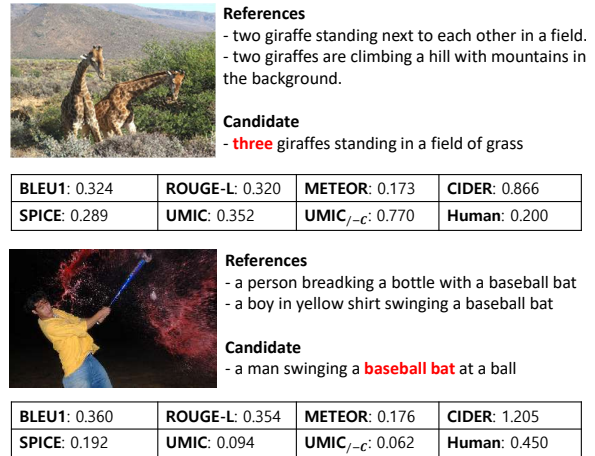 References
- two giraffe standing next to each other in a field.
- two giraffes are climbing a hill with mountains in
the background.
Candidate
- three giraffes standing in a field of grass
BLEU1: 0.324 ROUGE-L: 0.320 METEOR: 0.173 CIDER: 0.866
SPICE: 0.289 UMIC: 0.352 UMIC/−c: 0.770 Human: 0.200
References
- a person breadking a bottle with a baseball bat
- a boy in yellow shirt swinging a baseball bat
Candidate
- a man swinging a baseball bat at a ball
BLEU1: 0.360 ROUGE-L: 0.354 METEOR: 0.176 CIDER: 1.205
SPICE: 0.192 UMIC: 0.094 UMIC/−c: 0.062 Human: 0.450